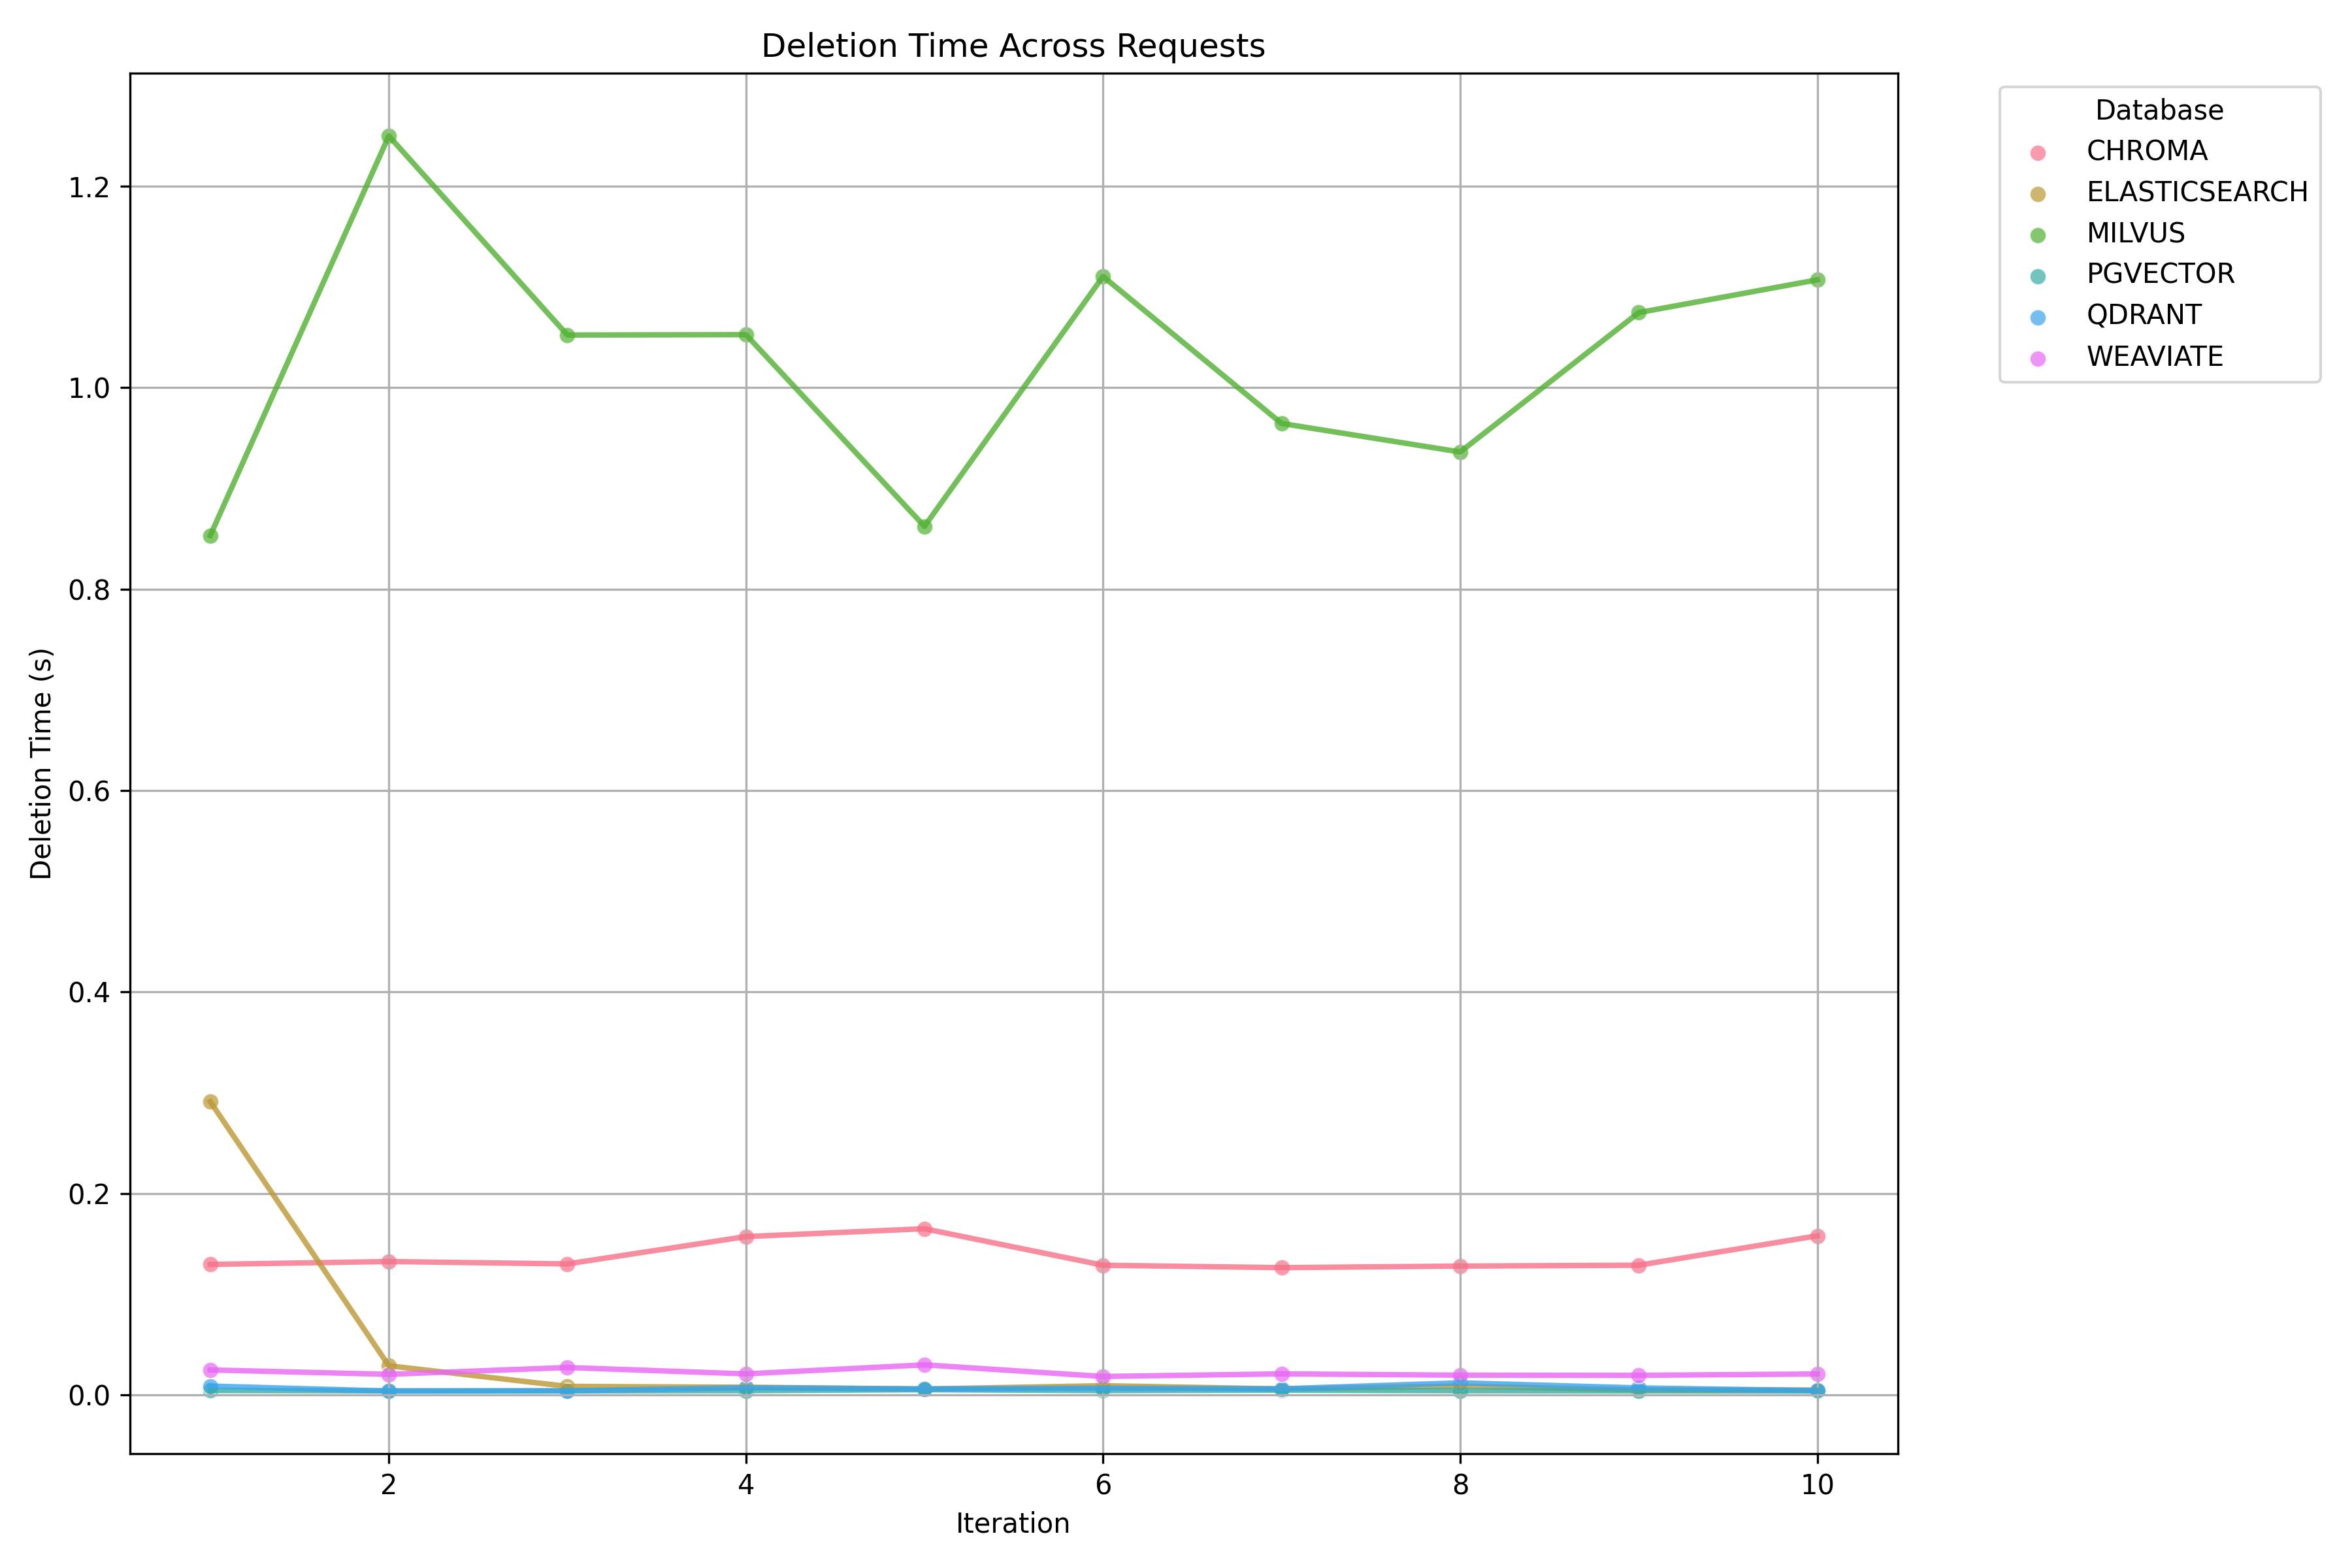 Deletion Time Across Requests
Database
CHROMA
ELASTICSEARCH
MILVUS
PGVECTOR
QDRANT
WEAVIATE
Deletion Time (s)
1.2
1.0
0.8
0.6
0.4
0.2
0.0
2
4
6
8
10
Iteration